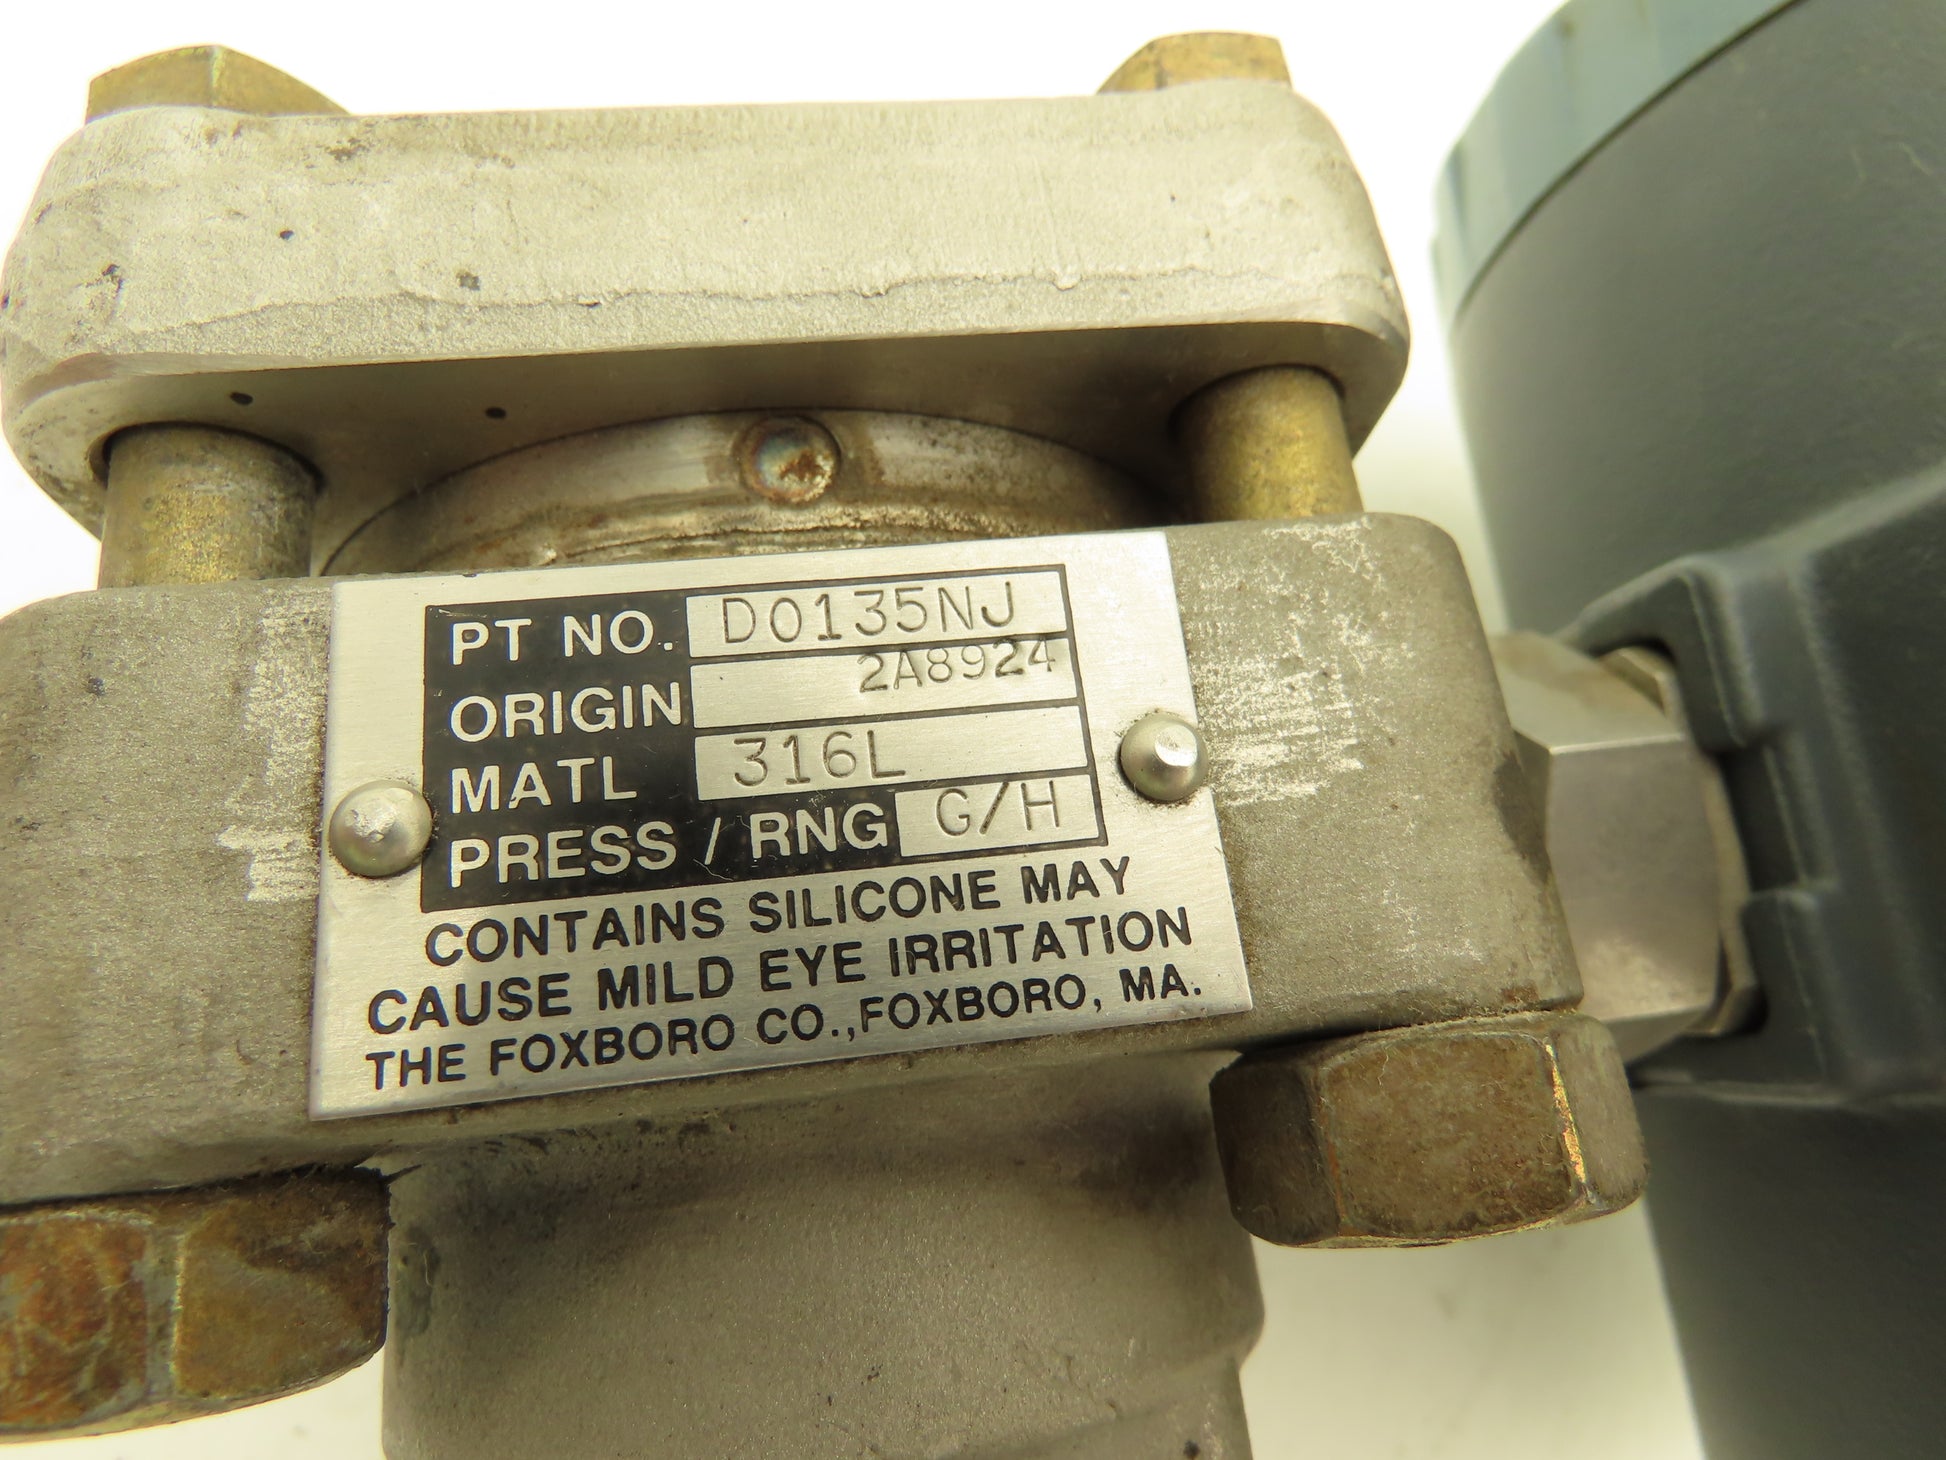 PT NO. D0135NJ
ORIGIN 2A8924
MATL 316L
PRESS / RNG G/H
CONTAINS SILICONE MAY
CAUSE MILD EYE IRRITATION
THE FOXBORO CO., FOXBORO, MA.